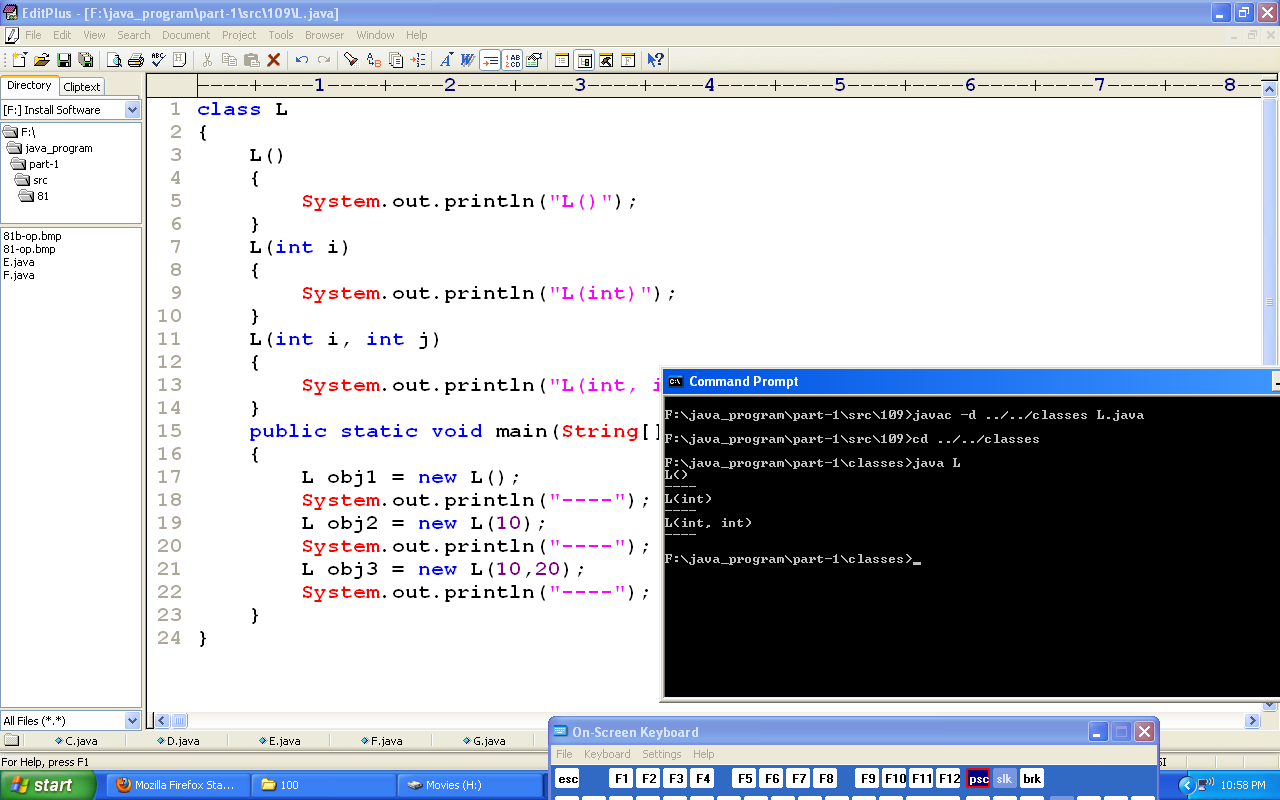 EditPlus - [F:\java_program\part-1\src\109\L.java]
File Edit View Search Document Project Tools Browser Window Help
Directory Cliptext
[F:] Install Software
F:\
java_program
part-1
src
81
81b-op.bmp
81-op.bmp
E.java
F.java
All Files (*.*)
----+----1----+----2----+----3----+----4----+----5----+----6----+----7----+----8--
1 class L
2 {
3 L()
4 {
5 System.out.println("L()");
6 }
7 L(int i)
8 {
9 System.out.println("L(int)");
10 }
11 L(int i, int j)
12 {
13 System.out.println("L(int, i
14 }
15 public static void main(String[]
16 {
17 L obj1 = new L();
18 System.out.println("----");
19 L obj2 = new L(10);
20 System.out.println("----");
21 L obj3 = new L(10,20);
22 System.out.println("----");
23 }
24 }
Command Prompt
F:\java_program\part-1\src\109>javac -d ../../classes L.java
F:\java_program\part-1\src\109>cd ../../classes
F:\java_program\part-1\classes>java L
L()
----
L(int)
----
L(int, int)
----
F:\java_program\part-1\classes>_
C.java D.java E.java F.java G.java
For Help, press F1
On-Screen Keyboard
File Keyboard Settings Help
esc F1 F2 F3 F4 F5 F6 F7 F8 F9 F10 F11 F12 psc slk brk
start Mozilla Firefox Sta... 100 Movies (H:) 10:58 PM